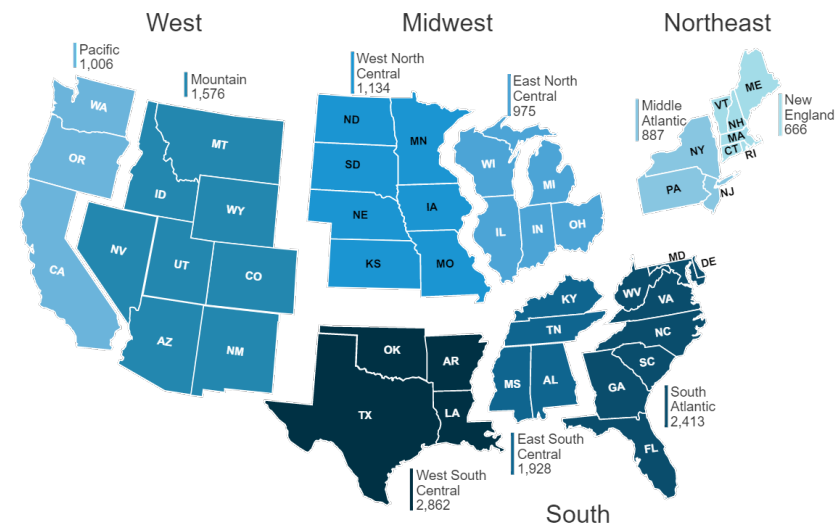 West
Midwest
Northeast
Pacific
1,006
Mountain
1,576
West North
Central
1,134
East North
Central
975
Middle
Atlantic
887
New
England
666
WA
OR
CA
A
MT
ID
WY
NV
UT
CO
AZ
NM
ND
SD
NE
KS
MN
IA
MO
WI
MI
IL
IN
OH
NY
PA
NJ
ME
VT
NH
MA
CT
RI
OK
TX
AR
LA
KY
TN
MS
AL
MD
DE
WV
VA
NC
SC
GA
FL
South
Atlantic
2,413
East South
Central
1,928
West South
Central
2,862
South